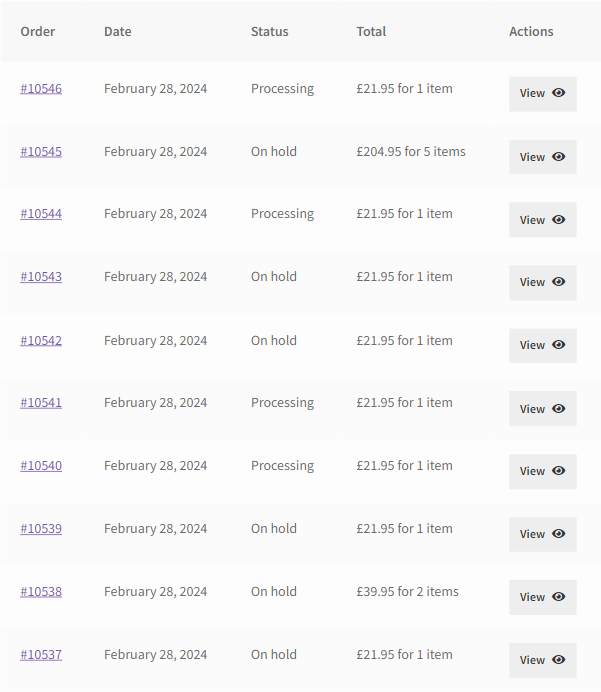 Order Date Status Total Actions
#10546 February 28, 2024 Processing £21.95 for 1 item View
#10545 February 28, 2024 On hold £204.95 for 5 items View
#10544 February 28, 2024 Processing £21.95 for 1 item View
#10543 February 28, 2024 On hold £21.95 for 1 item View
#10542 February 28, 2024 On hold £21.95 for 1 item View
#10541 February 28, 2024 Processing £21.95 for 1 item View
#10540 February 28, 2024 Processing £21.95 for 1 item View
#10539 February 28, 2024 On hold £21.95 for 1 item View
#10538 February 28, 2024 On hold £39.95 for 2 items View
#10537 February 28, 2024 On hold £21.95 for 1 item View